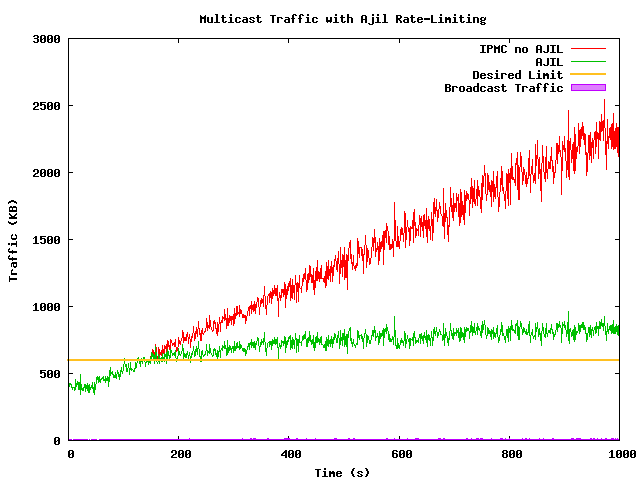 Multicast Traffic with Ajil Rate-Limiting
3000
2500
2000
1500
1000
500
0
Traffic (KB)
IPMC no AJIL
AJIL
Desired Limit
Broadcast Traffic
0 200 400 600 800 1000
Time (s)